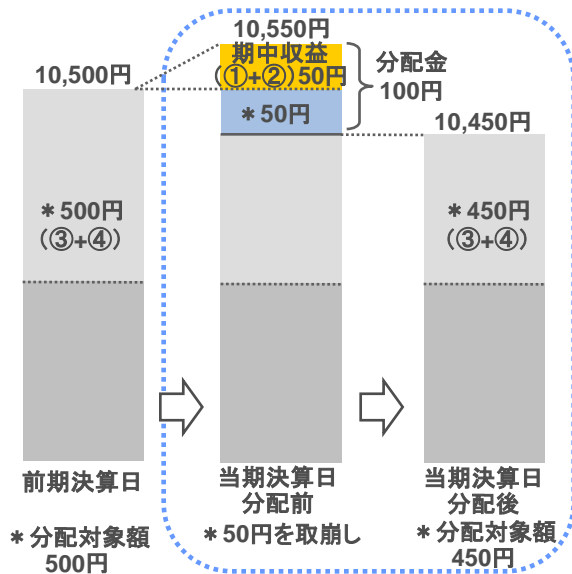 10,500円
＊500円
（③+④）
前期決算日
＊分配対象額
500円
10,550円
期中収益
（①+②）50円
＊50円
分配金
100円
当期決算日
分配前
＊50円を取崩し
10,450円
＊450円
（③+④）
当期決算日
分配後
＊分配対象額
450円